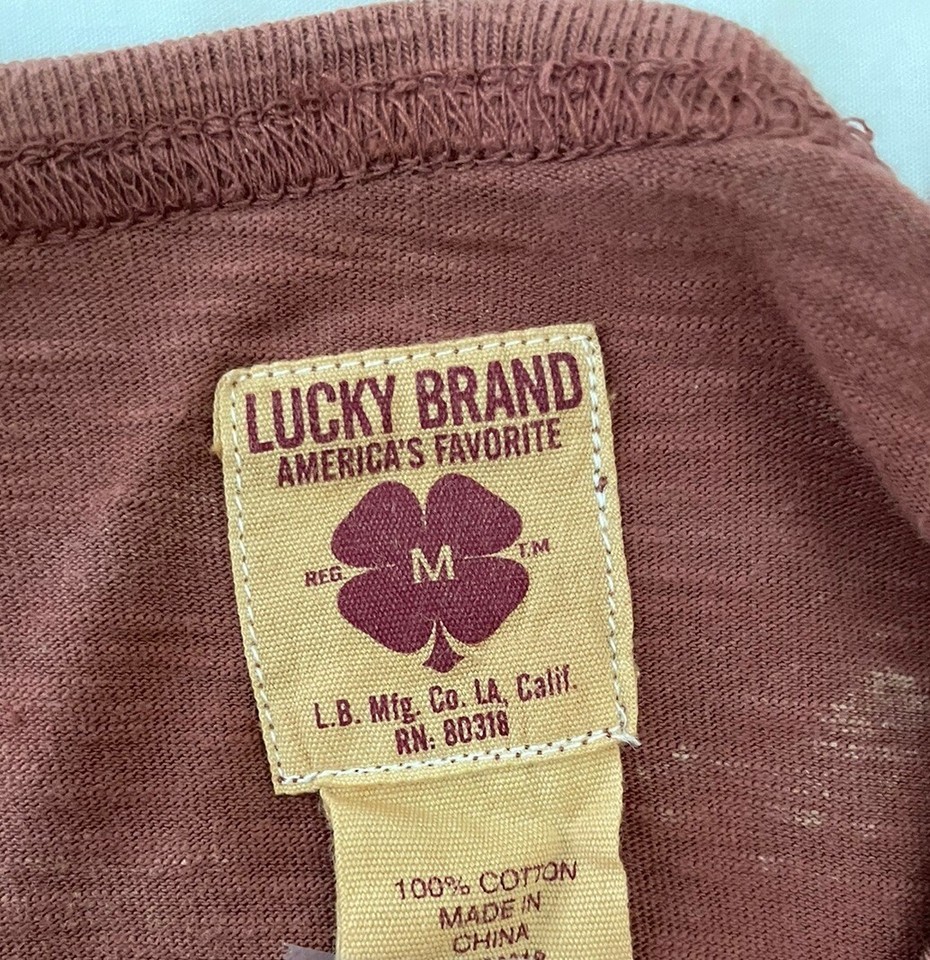 LUCKY BRAND
AMERICA'S FAVORITE
REG M T.M
L.B. Mfg. Co. LA, Calif.
RN: 80318
100% COTTON
MADE IN
CHINA